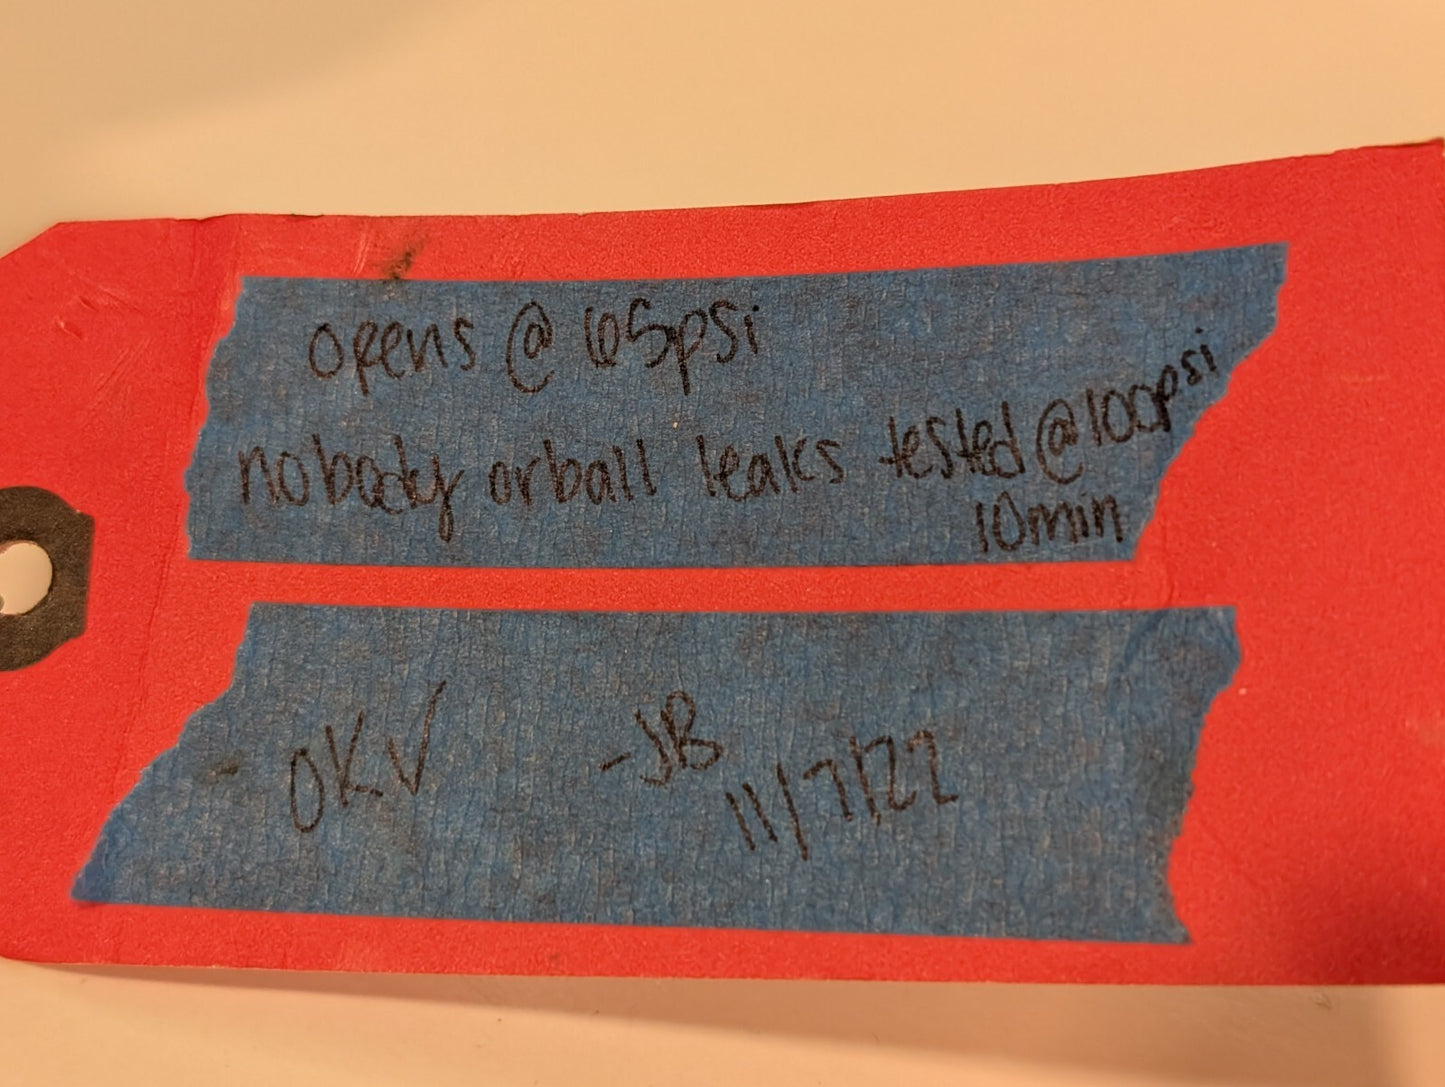 opens @ 65psi
no body or ball leaks tested @ 100psi
10min
OK✓ -JB
11/7/22